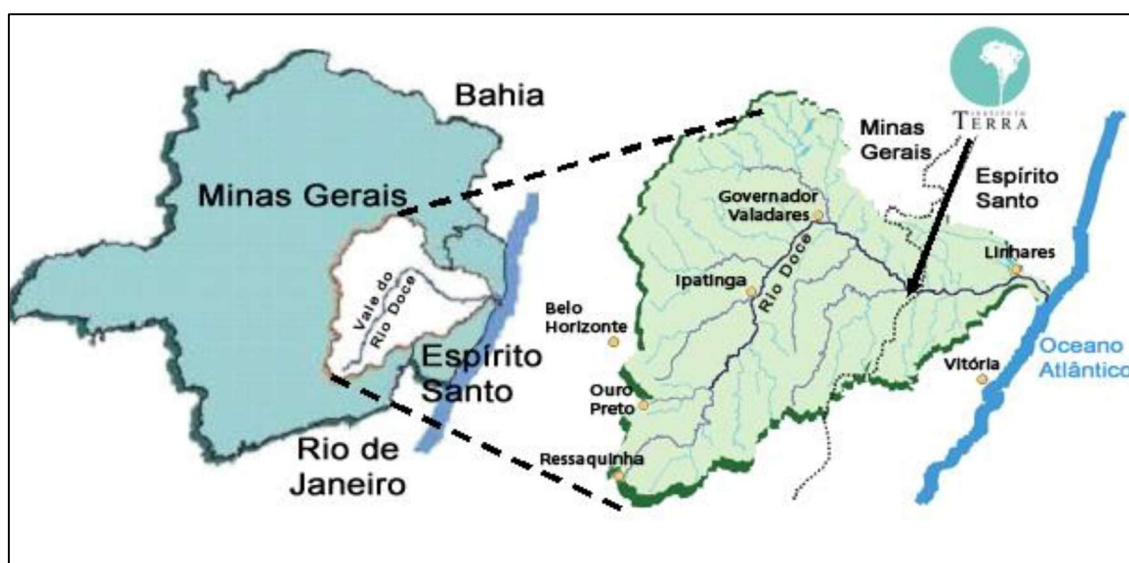 Bahia
Minas Gerais
Vale do
Rio Doce
Espírito
Santo
Rio de
Janeiro
INSTITUTO
TERRA
Minas
Gerais
Espírito
Santo
Governador
Valadares
Linhares
Ipatinga
Rio Doce
Belo
Horizonte
Vitória
Oceano
Atlântico
Ouro
Preto
Ressaquinha